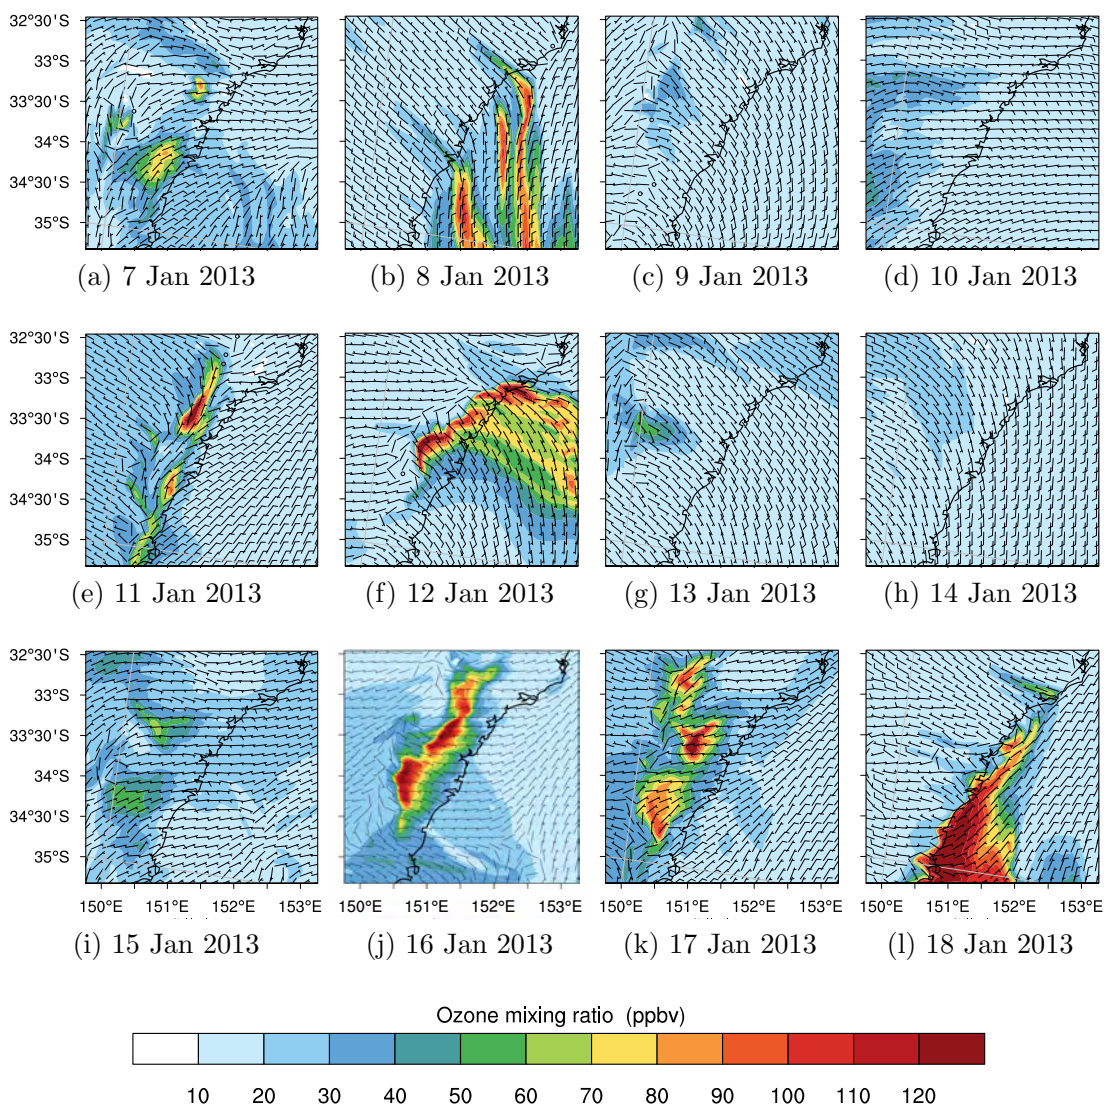 32°30'S
33°S
33°30'S
34°S
34°30'S
35°S
(a) 7 Jan 2013
(b) 8 Jan 2013
(c) 9 Jan 2013
(d) 10 Jan 2013
32°30'S
33°S
33°30'S
34°S
34°30'S
35°S
(e) 11 Jan 2013
(f) 12 Jan 2013
(g) 13 Jan 2013
(h) 14 Jan 2013
32°30'S
33°S
33°30'S
34°S
34°30'S
35°S
150°E 151°E 152°E 153°E 150°E 151°E 152°E 153°E 150°E 151°E 152°E 153°E 150°E 151°E 152°E 153°E
(i) 15 Jan 2013
(j) 16 Jan 2013
(k) 17 Jan 2013
(l) 18 Jan 2013
Ozone mixing ratio (ppbv)
10 20 30 40 50 60 70 80 90 100 110 120